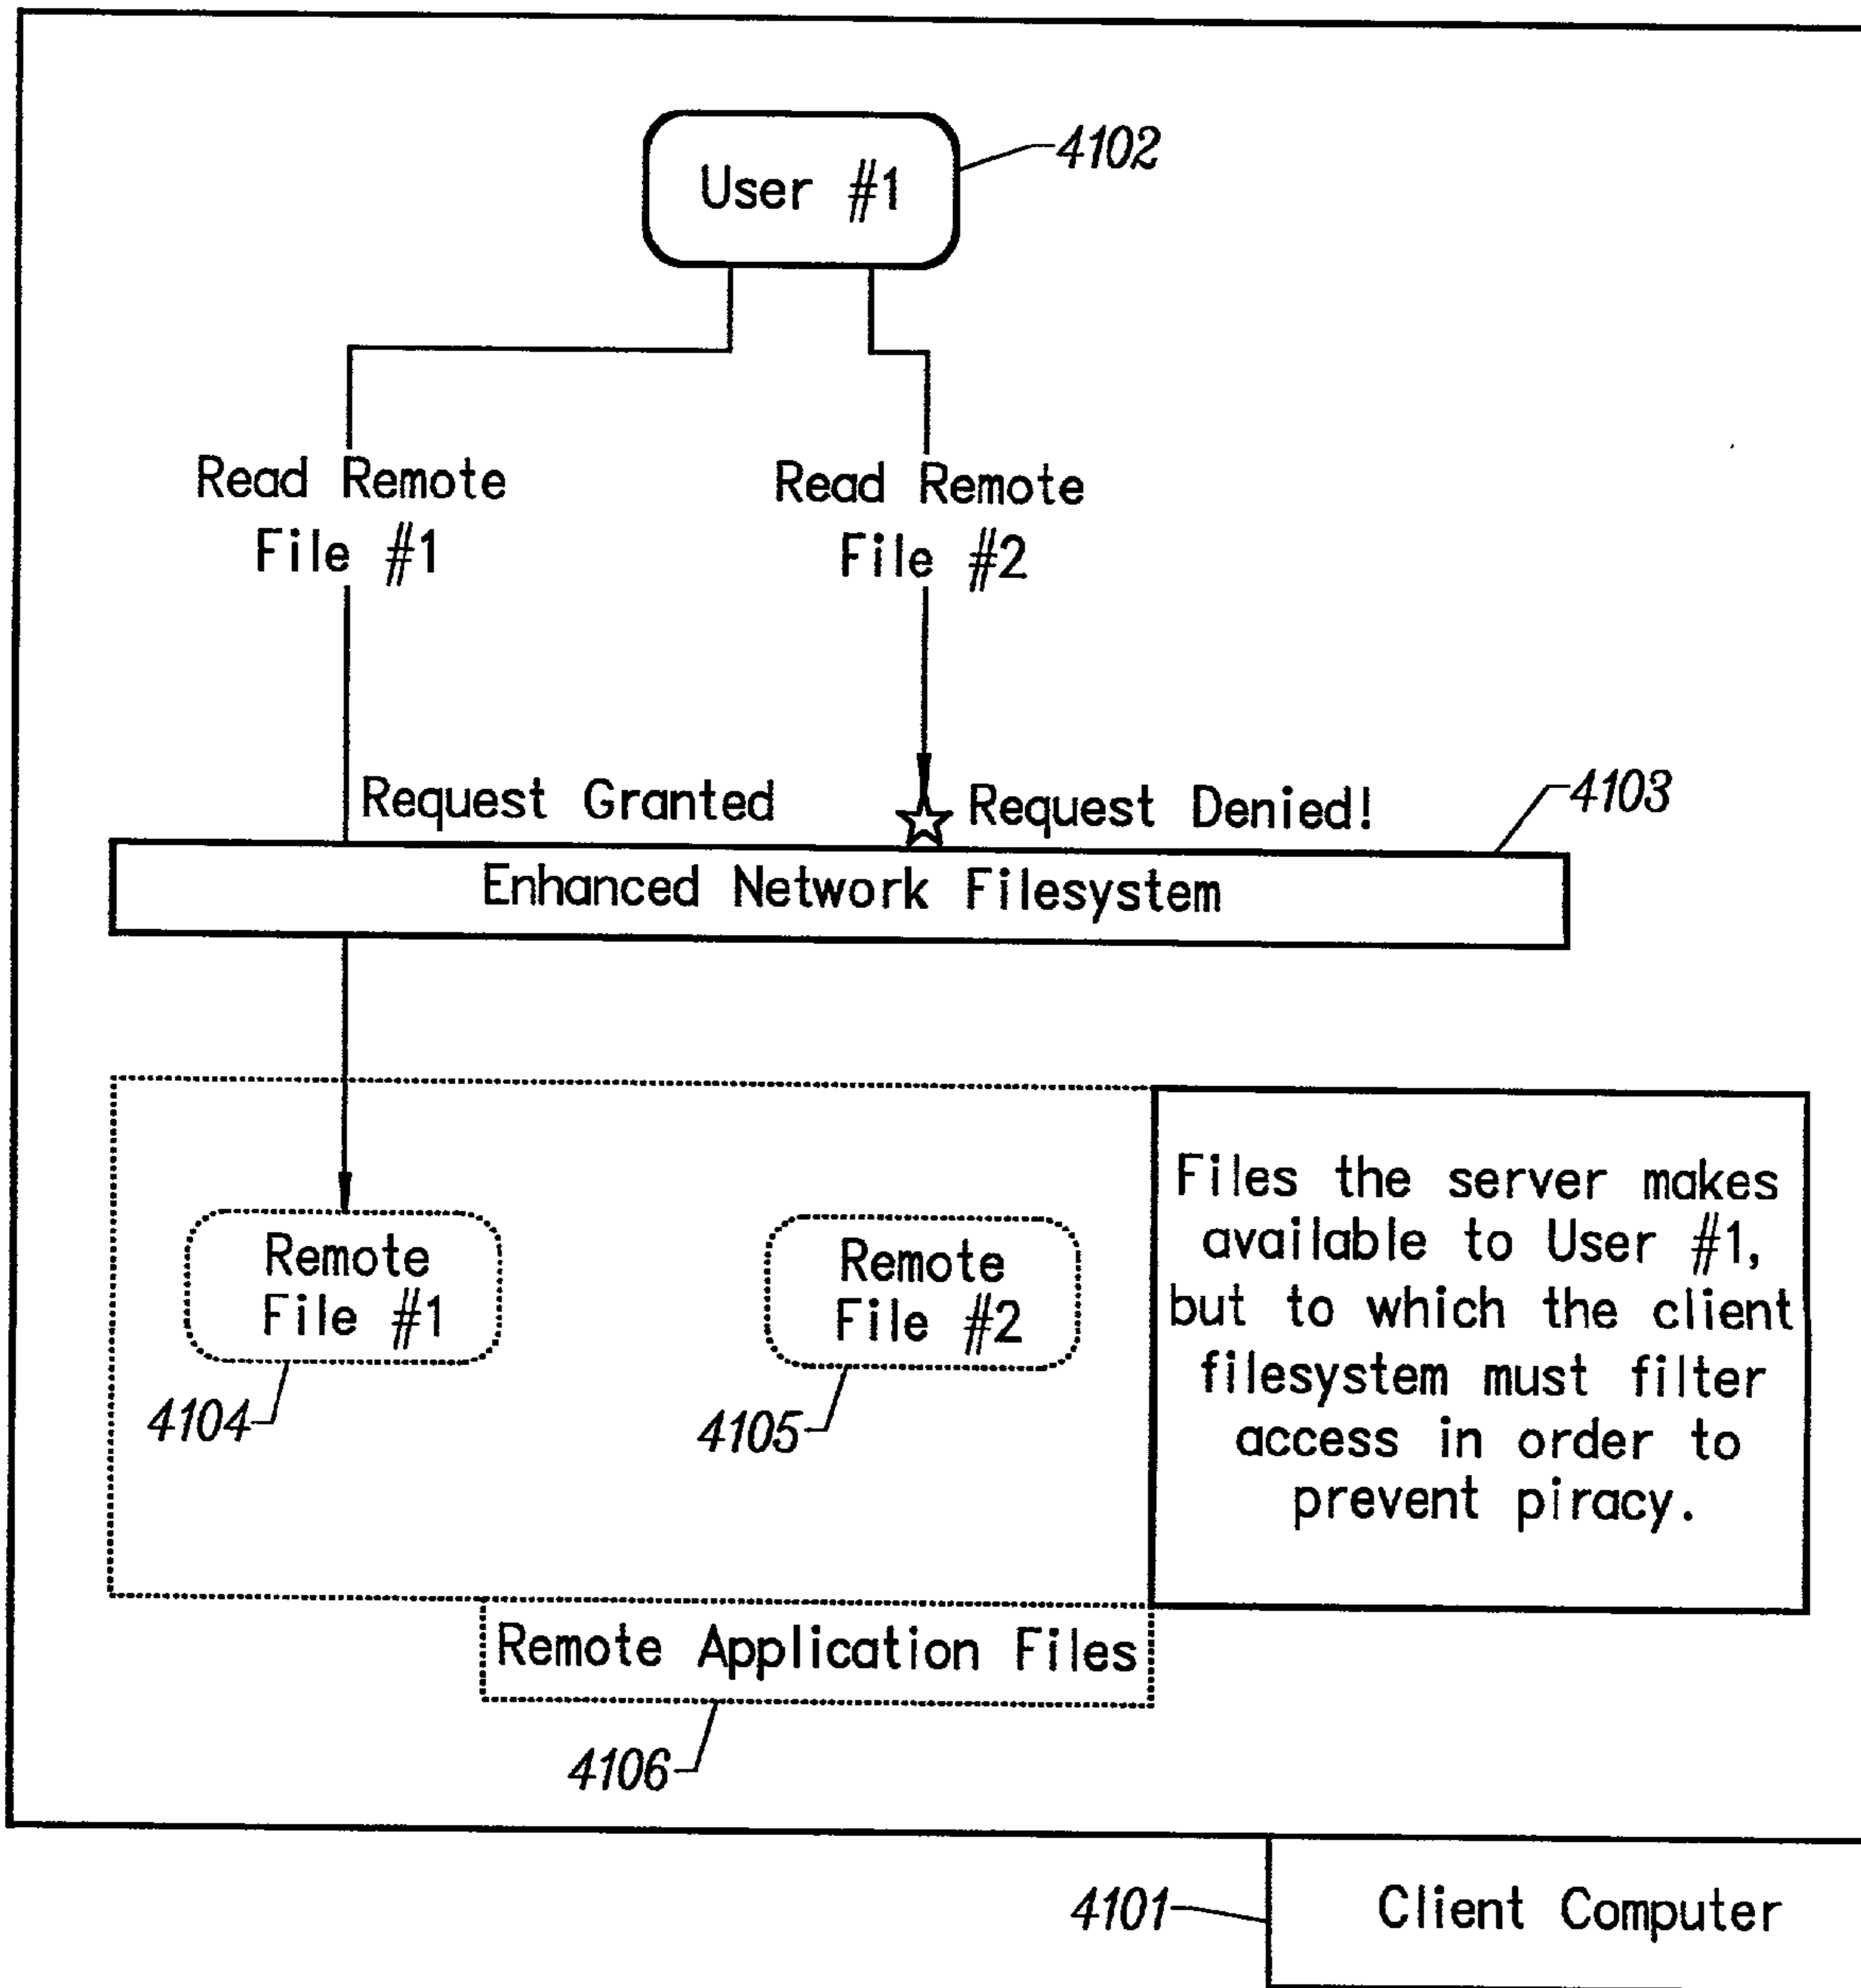 4102
User #1
Read Remote
File #1
Read Remote
File #2
Request Granted
Request Denied!
4103
Enhanced Network Filesystem
Remote
File #1
4104
Remote
File #2
4105
Files the server makes
available to User #1,
but to which the client
filesystem must filter
access in order to
prevent piracy.
Remote Application Files
4106
4101
Client Computer